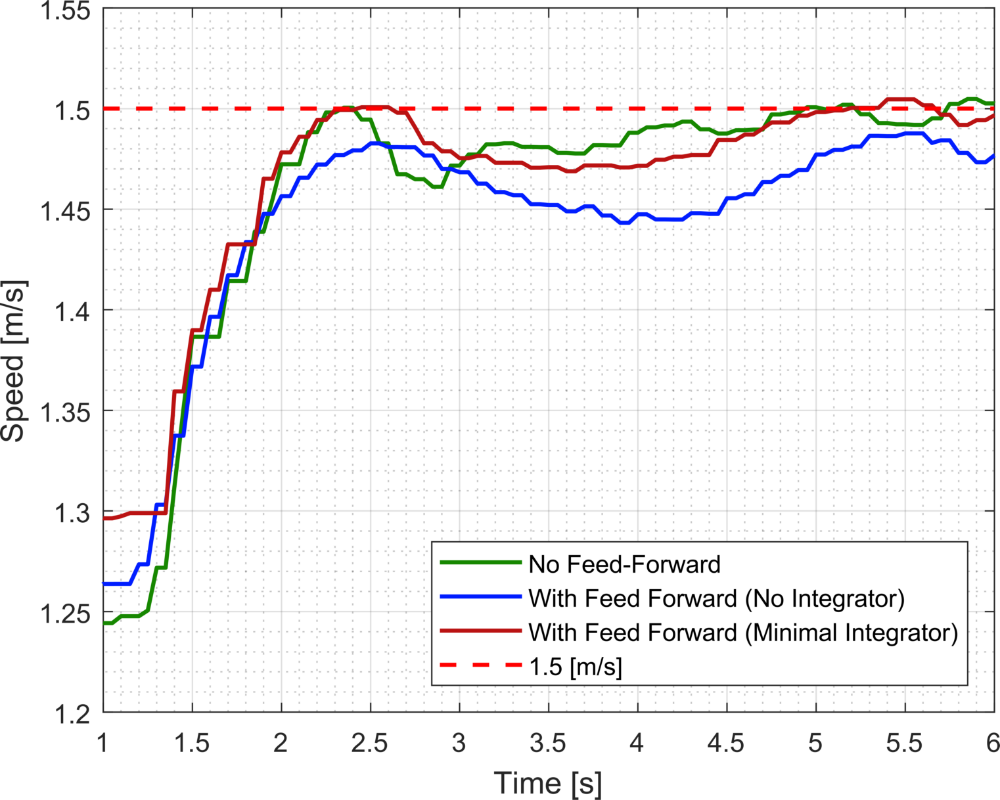 1.55
1.5
1.45
1.4
1.35
1.3
1.25
1.2
Speed [m/s]
No Feed-Forward
With Feed Forward (No Integrator)
With Feed Forward (Minimal Integrator)
1.5 [m/s]
1 1.5 2 2.5 3 3.5 4 4.5 5 5.5 6
Time [s]